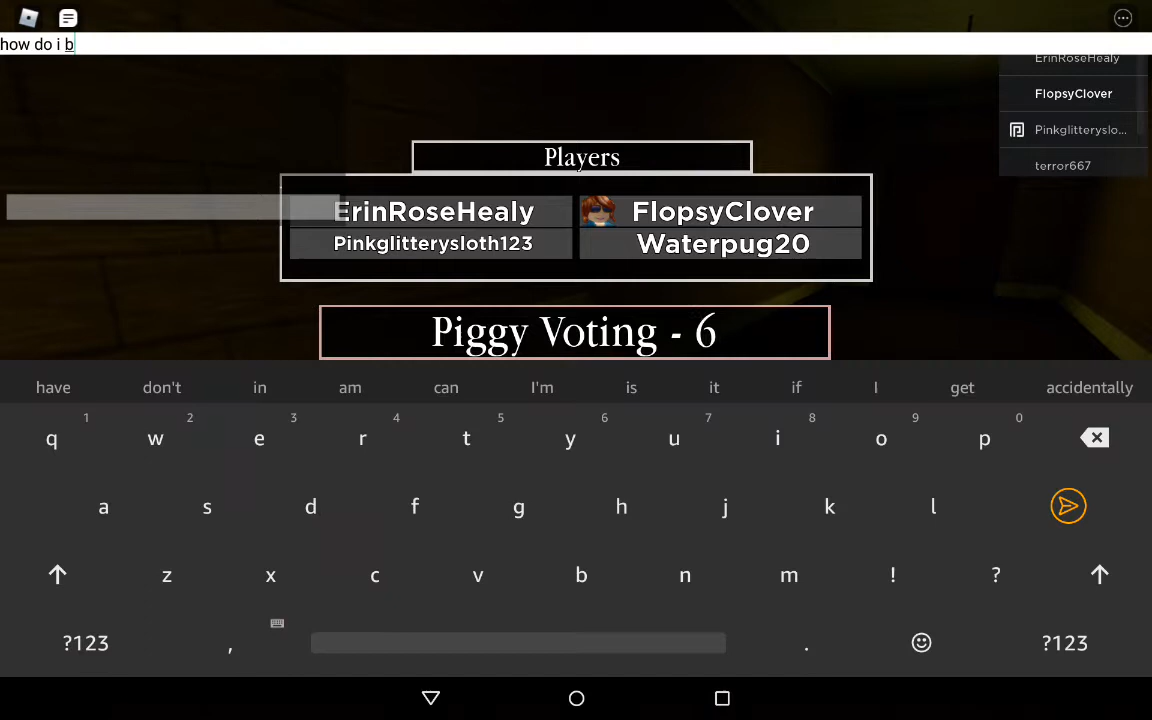 how do i b
ErinRoseHealy
FlopsyClover
Pinkglitteryslo...
terror667
Players
ErinRoseHealy FlopsyClover
Pinkglitterysloth123 Waterpug20
Piggy Voting - 6
have don't in am can I'm is it if I get accidentally
1 2 3 4 5 6 7 8 9 0
q w e r t y u i o p
a s d f g h j k l
z x c v b n m ! ?
?123 , . ?123